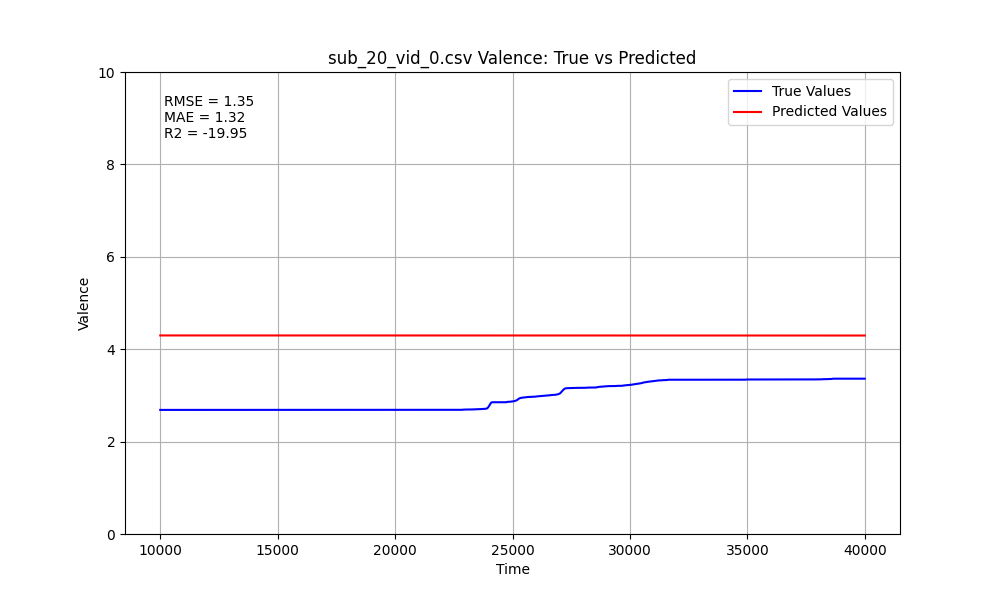 sub_20_vid_0.csv Valence: True vs Predicted
RMSE = 1.35
MAE = 1.32
R2 = -19.95
True Values
Predicted Values
10
8
6
4
2
0
Valence
10000 15000 20000 25000 30000 35000 40000
Time